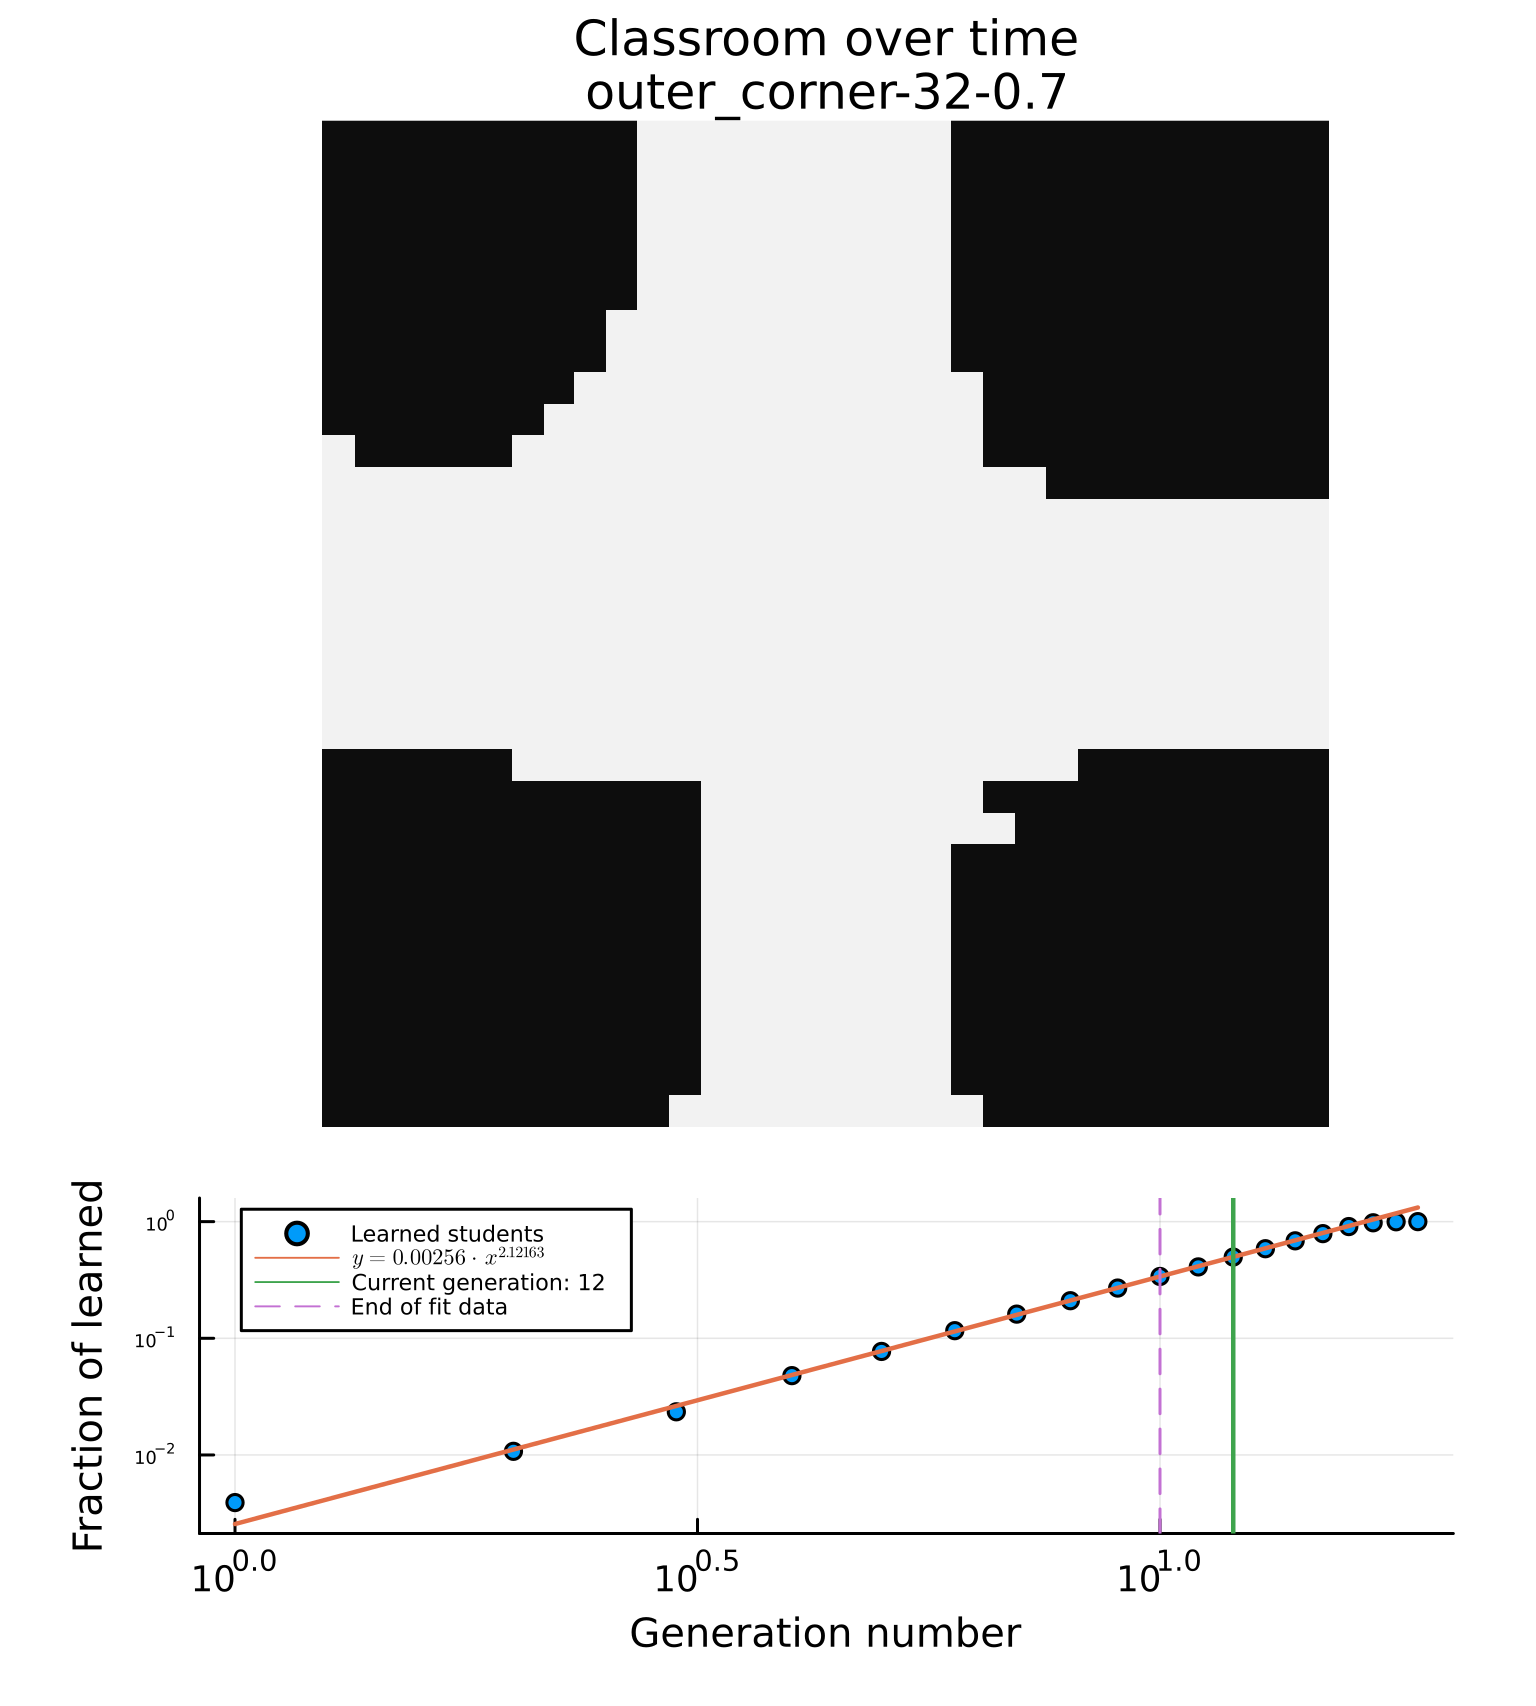 Classroom over time
outer_corner-32-0.7
Fraction of learned
10^0
10^−1
10^−2
Learned students
y = 0.00256 · x^2.12163
Current generation: 12
End of fit data
10^0.0 10^0.5 10^1.0
Generation number